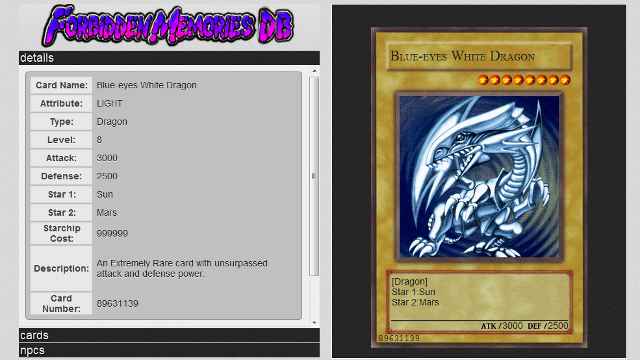 Forbidden Memories DB
details
Card Name: Blue-eyes White Dragon
Attribute: LIGHT
Type: Dragon
Level: 8
Attack: 3000
Defense: 2500
Star 1: Sun
Star 2: Mars
Starchip
Cost: 999999
Description: An Extremely Rare card with unsurpassed
attack and defense power.
Card
Number: 89631139
cards
npcs
Blue-eyes White Dragon
[Dragon]
Star 1:Sun
Star 2:Mars
ATK/3000 DEF/2500
89631139